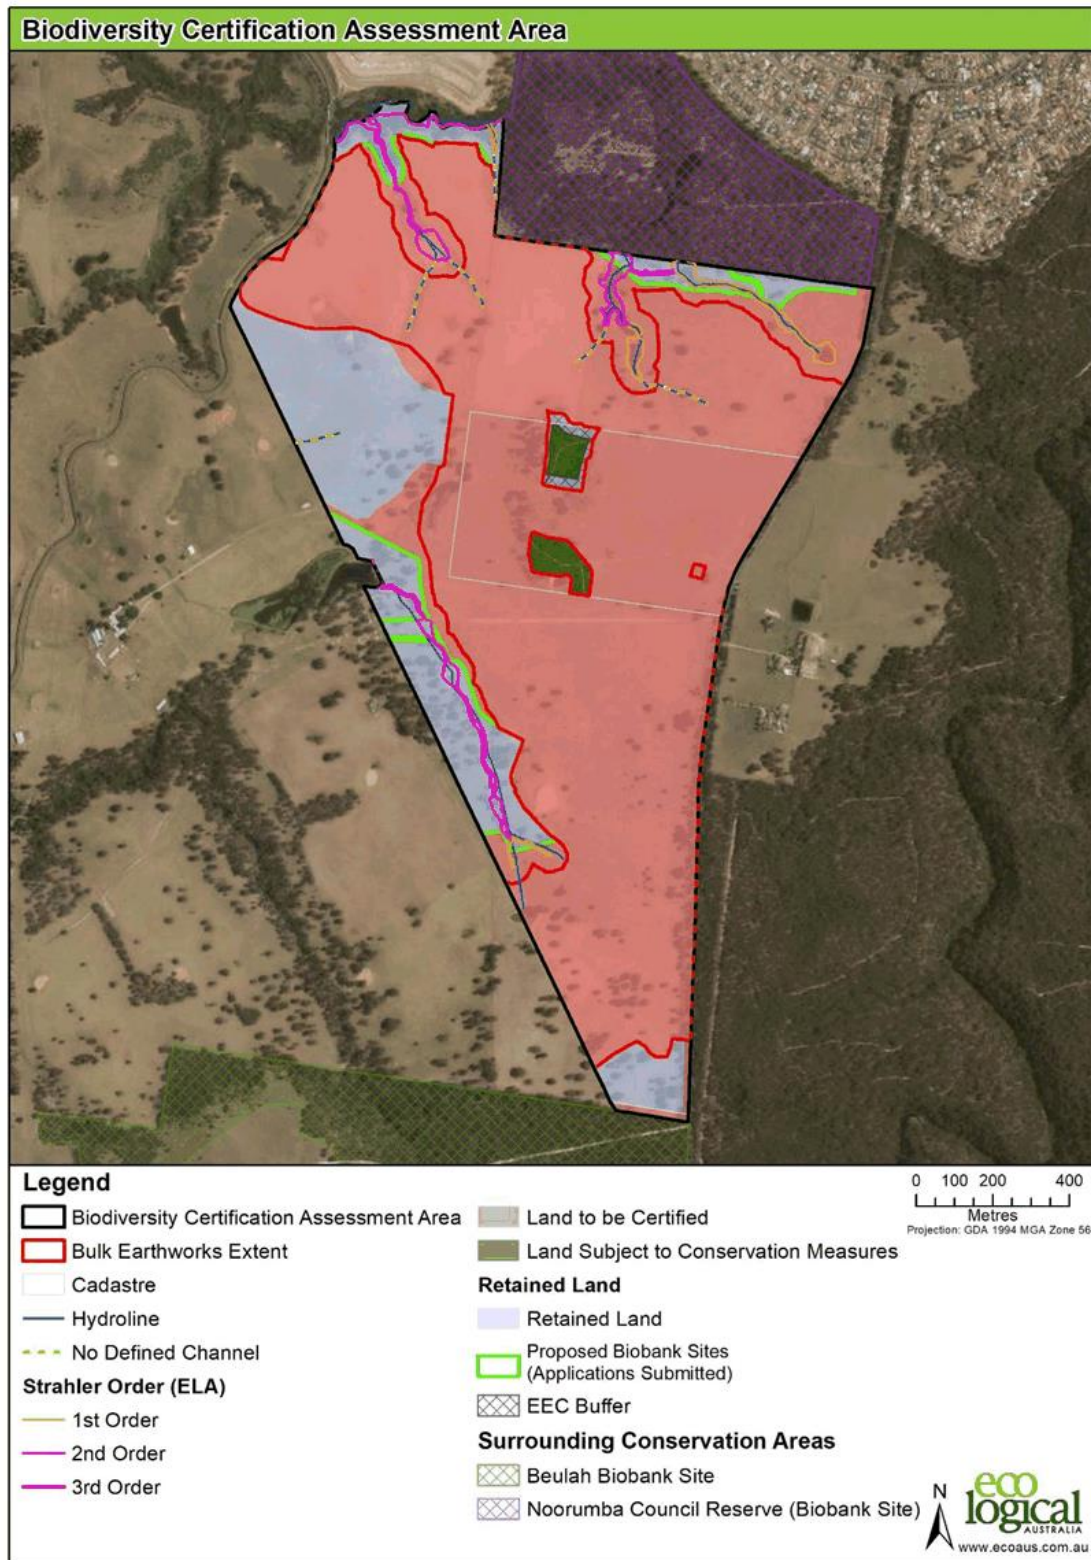 Biodiversity Certification Assessment Area
Legend
Biodiversity Certification Assessment Area
Bulk Earthworks Extent
Cadastre
Hydroline
No Defined Channel
Strahler Order (ELA)
1st Order
2nd Order
3rd Order
Land to be Certified
Land Subject to Conservation Measures
Retained Land
Retained Land
Proposed Biobank Sites
(Applications Submitted)
EEC Buffer
Surrounding Conservation Areas
Beulah Biobank Site
Noorumba Council Reserve (Biobank Site)
0 100 200 400
Metres
Projection: GDA 1994 MGA Zone 56
N
eco
logical
AUSTRALIA
www.ecoaus.com.au